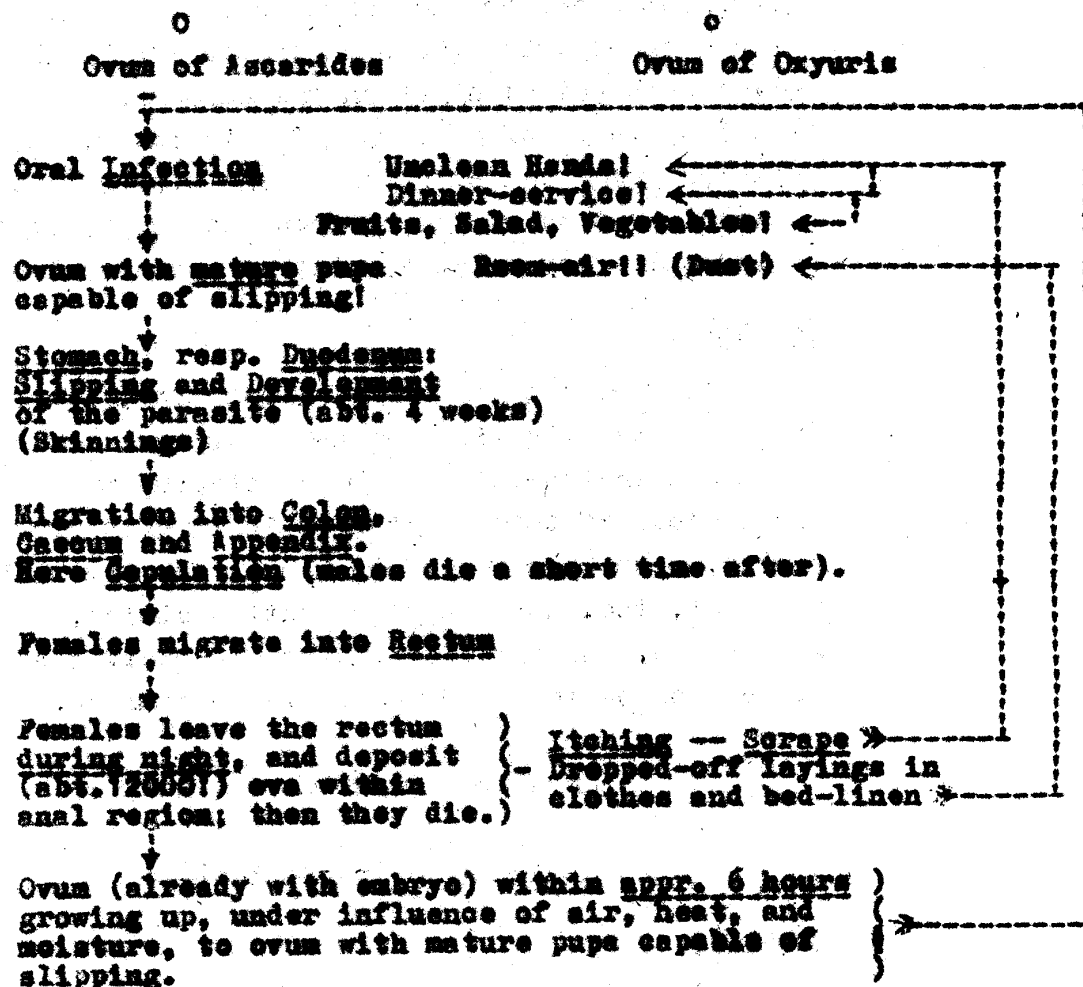 O o
Ovum of Ascarides Ovum of Oxyuris
Oral Infection Unclean Hands!
Dinner-service!
Fruits, Salad, Vegetables!
Ovum with mature pupa Room-air!! (Dust)
capable of slipping!
Stomach, resp. Duodenum:
Slipping and Development
of the parasite (abt. 4 weeks)
(Skinnings)
Migration into Colon,
Caecum and Appendix.
Here Copulation (males die a short time after).
Females migrate into Rectum
Females leave the rectum
during night, and deposit
(abt.12000!) ova within
anal region; then they die.)
Itching -- Scrape
- Dropped-off layings in
clothes and bed-linen
Ovum (already with embryo) within appr. 6 hours
growing up, under influence of air, heat, and
moisture, to ovum with mature pupa capable of
slipping.